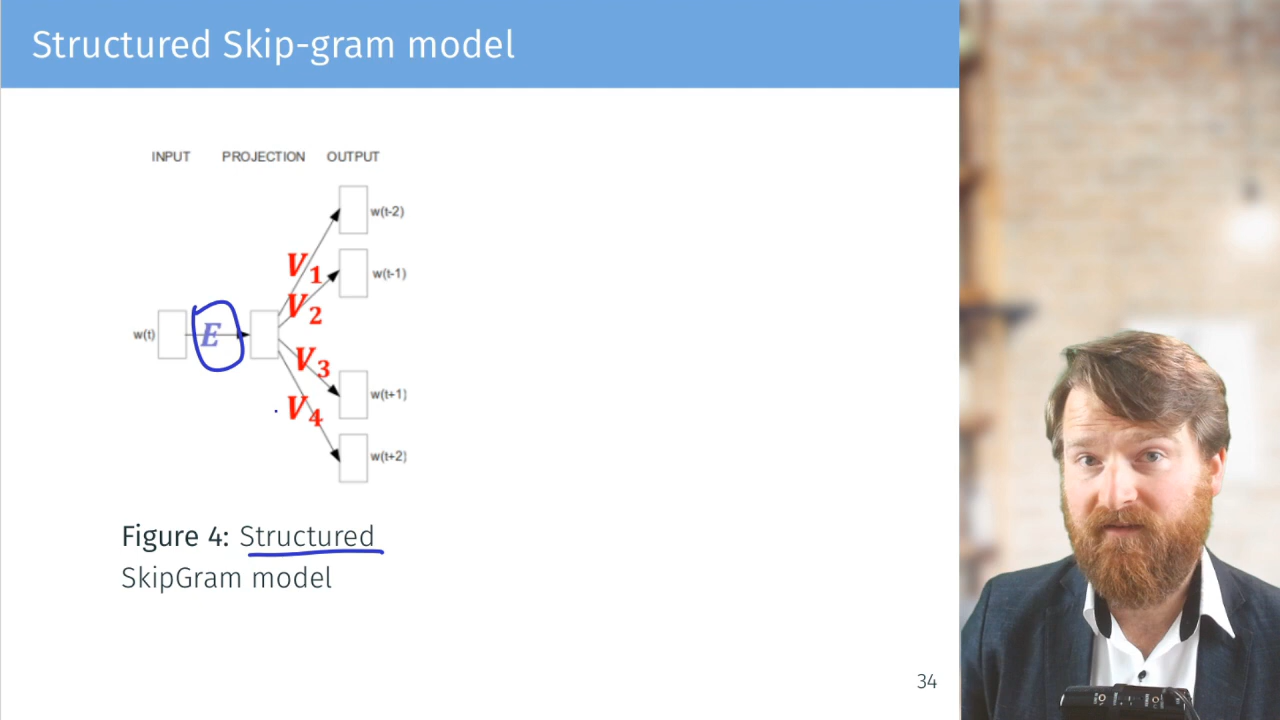 Structured Skip-gram model
INPUT PROJECTION OUTPUT
w(t-2)
V1
w(t-1)
V2
w(t) E
V3
w(t+1)
V4
w(t+2)
Figure 4: Structured
SkipGram model
34